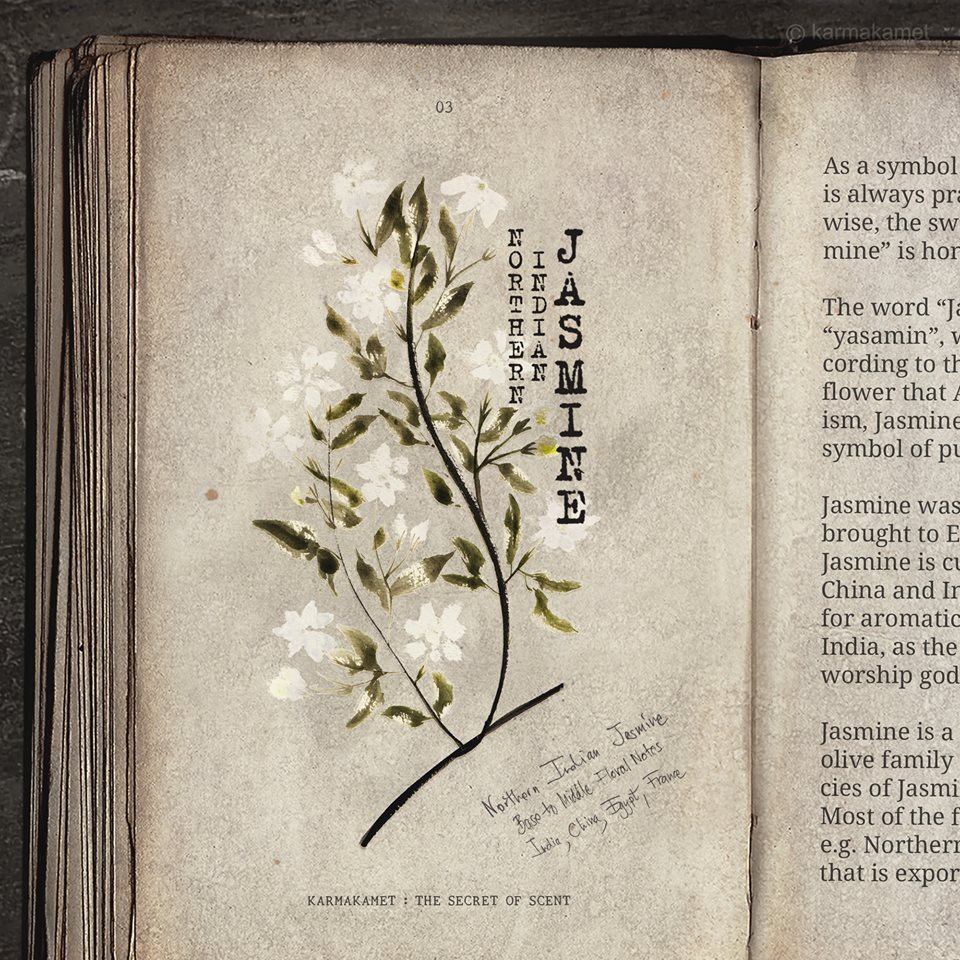 © karmakamet
03
NORTHERN
INDIAN
JASMINE
Northern Indian Jasmine
Base to Middle Floral Notes
India, China, Egypt, France
KARMAKAMET : THE SECRET OF SCENT
As a symbol
is always pra
wise, the sw
mine” is hon
The word “Ja
“yasamin”, w
cording to th
flower that A
ism, Jasmine
symbol of pu
Jasmine was
brought to E
Jasmine is cu
China and In
for aromatic
India, as the
worship god
Jasmine is a
olive family
cies of Jasmi
Most of the f
e.g. Northern
that is expor